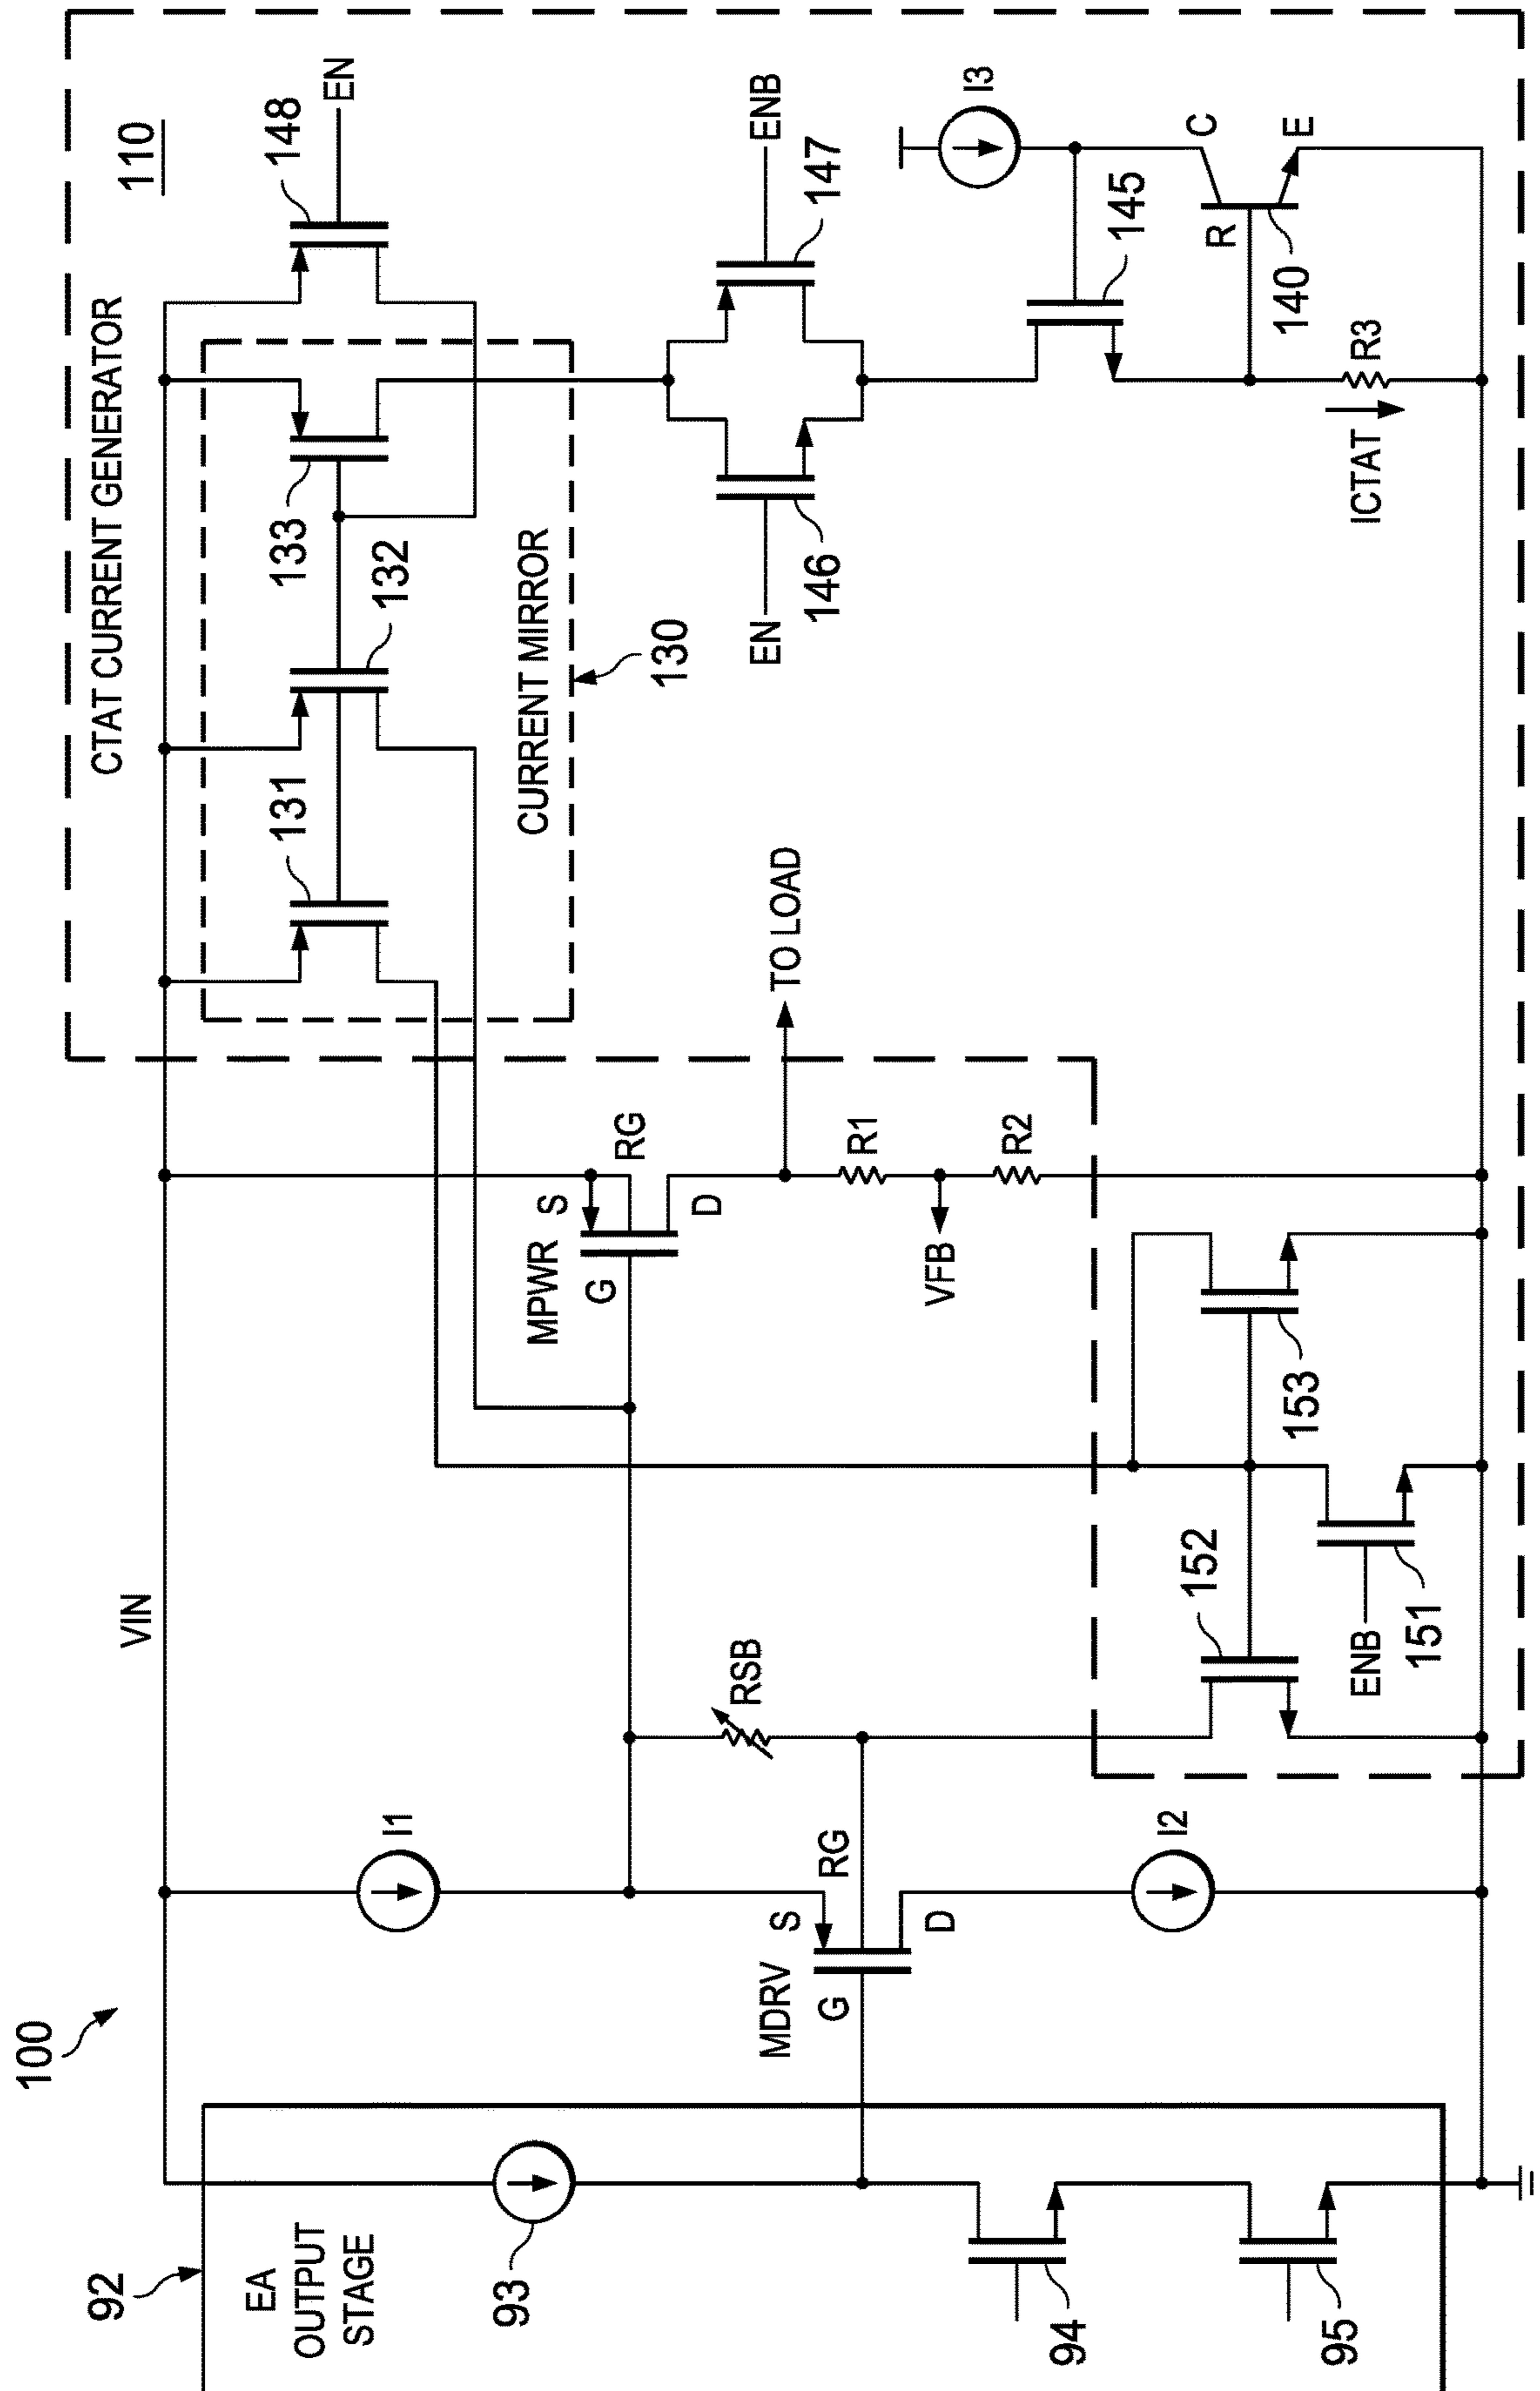 100
92
EA
OUTPUT
STAGE
93
94
95
VIN
I1
MDRV
G
S
RG
D
I2
RSB
MPWR
G
S
RG
D
R1
R2
VFB
TO LOAD
CTAT CURRENT GENERATOR
110
131
132
133
148
EN
CURRENT MIRROR
130
EN
146
147
ENB
I3
145
C
R
E
140
R3
ICTAT
152
153
ENB
151